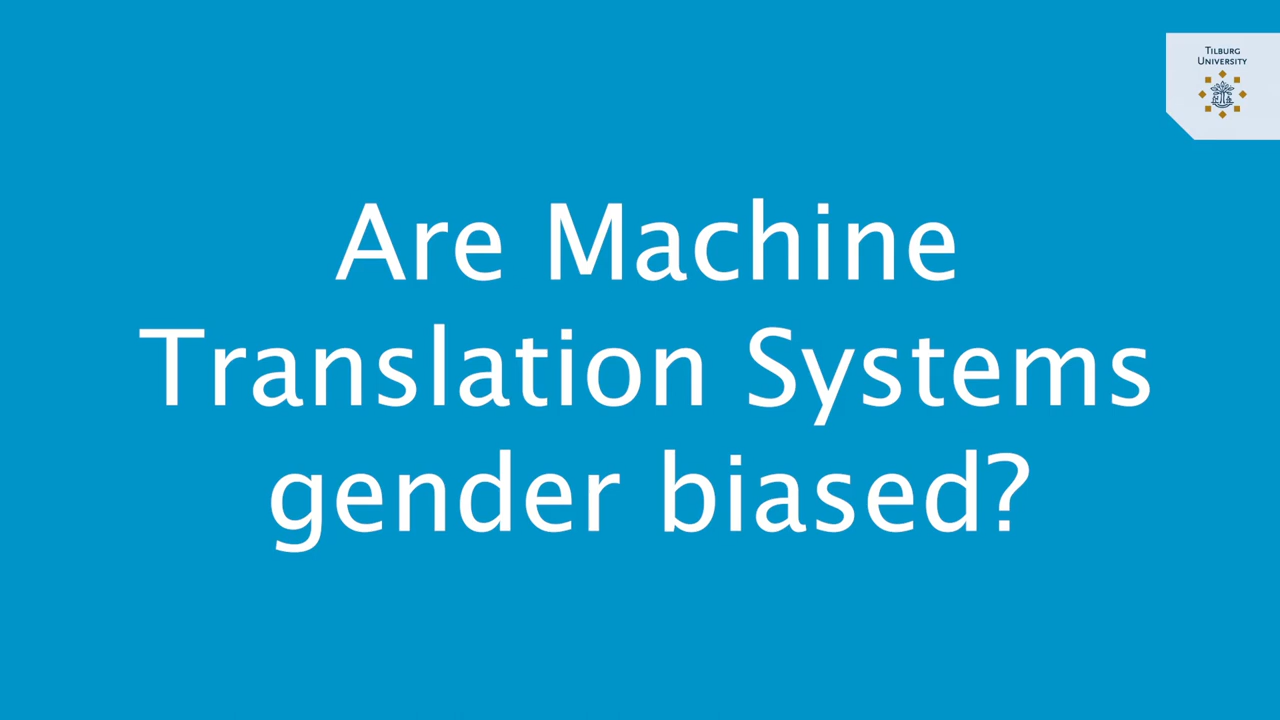 TILBURG
UNIVERSITY
Are Machine
Translation Systems
gender biased?